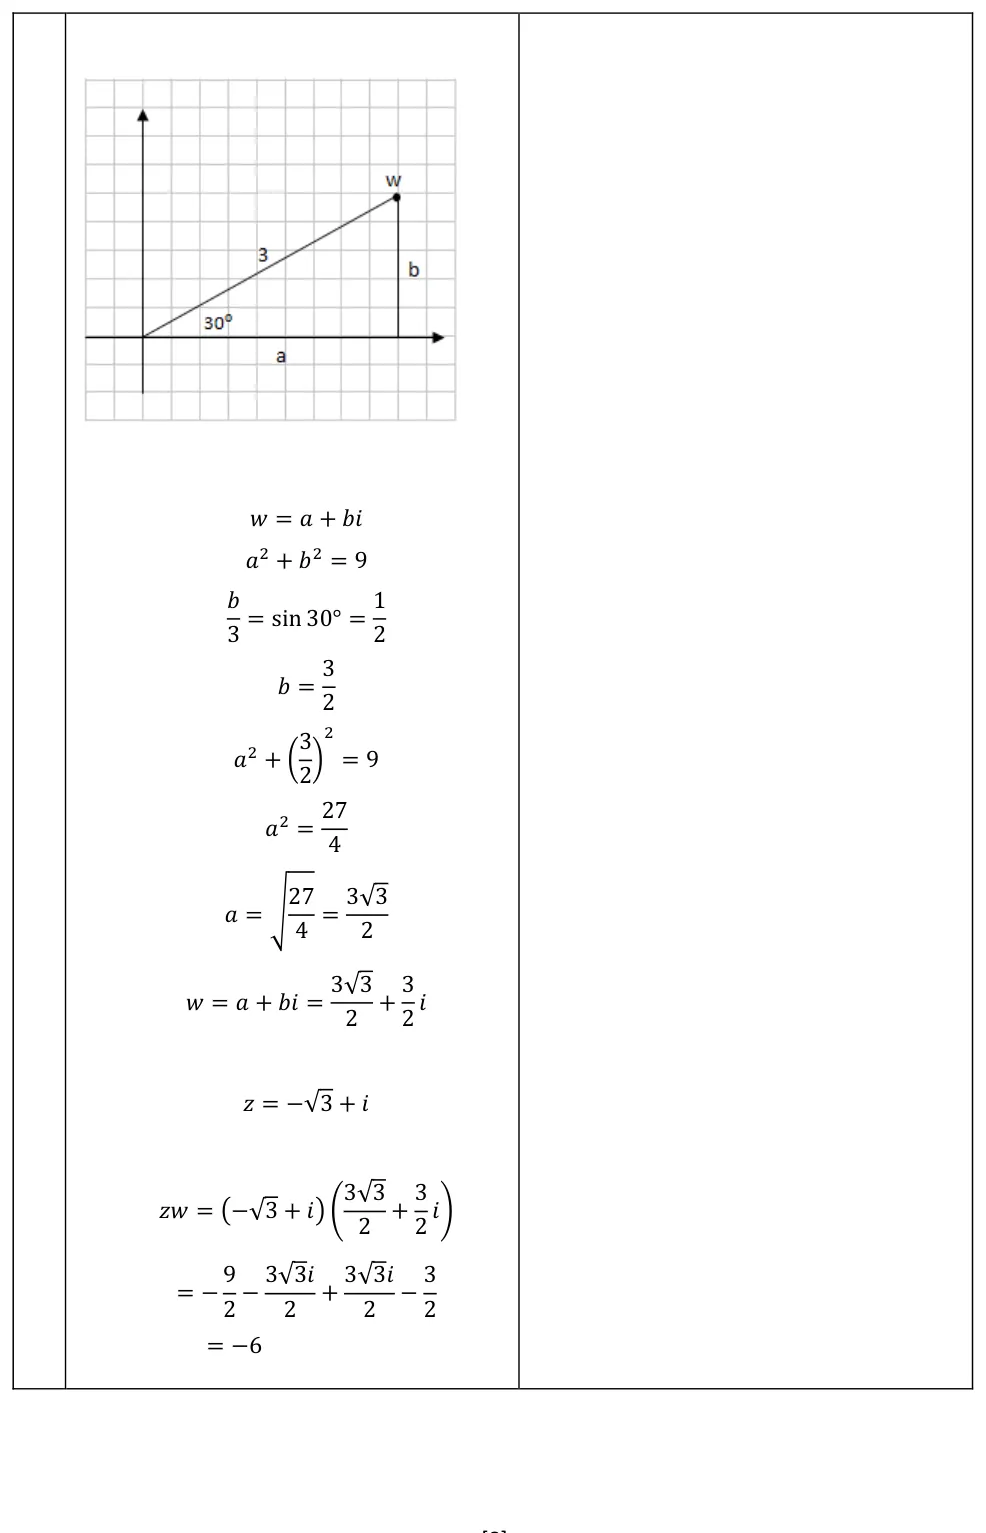 w
3
b
30°
a
w = a + bi
a² + b² = 9
b/3 = sin 30° = 1/2
b = 3/2
a² + (3/2)² = 9
a² = 27/4
a = √(27/4) = 3√3/2
w = a + bi = 3√3/2 + 3/2 i
z = −√3 + i
zw = (−√3 + i)(3√3/2 + 3/2 i)
= −9/2 − 3√3i/2 + 3√3i/2 − 3/2
= −6